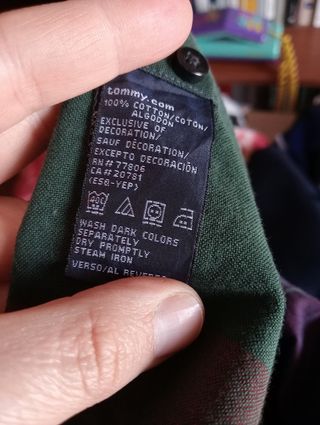 tommy.com
100% COTTON/COTON/
ALGODON
EXCLUSIVE OF
DECORATION/
SAUF DÉCORATION/
EXCEPTO DECORACIÓN
RN#77806
CA#20781
<ES8-YEP>
WASH DARK COLORS
SEPARATELY
DRY PROMPTLY
STEAM IRON
VERSO/AL REVERSO